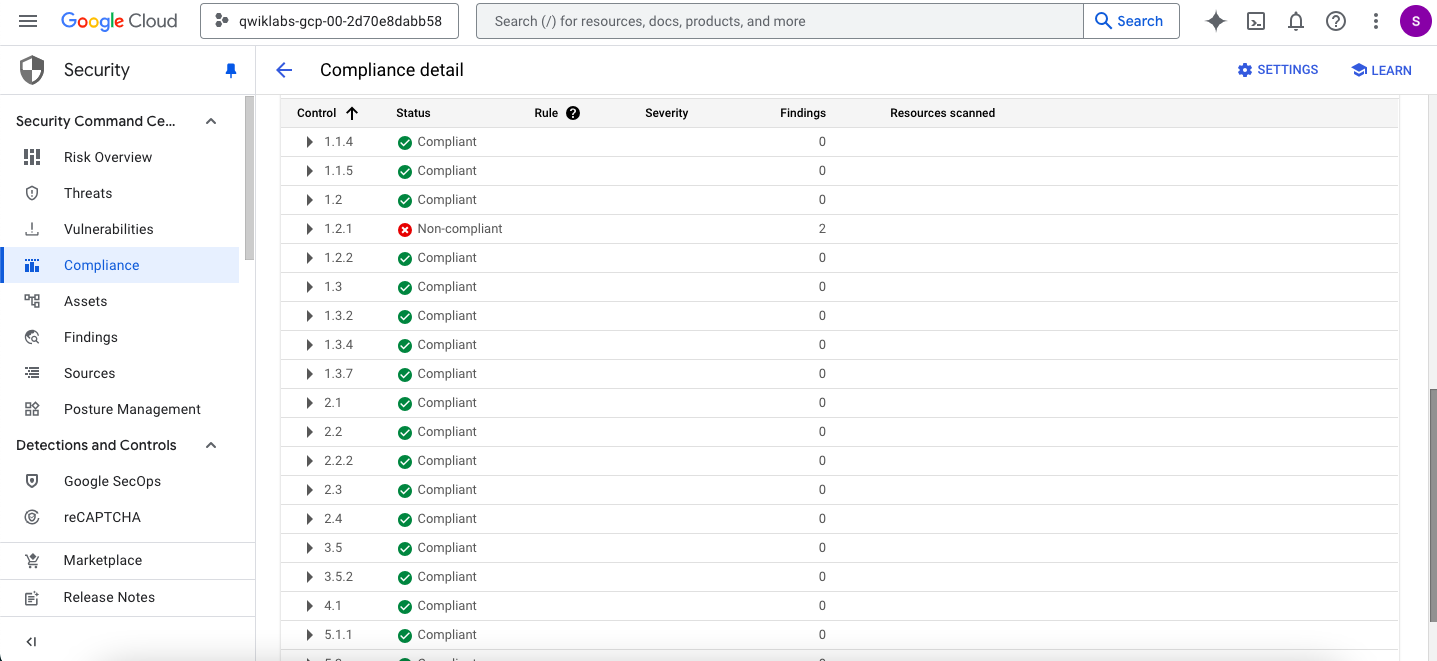 Google Cloud
qwiklabs-gcp-00-2d70e8dabb58
Search (/) for resources, docs, products, and more
Search
S
Security
Compliance detail
SETTINGS
LEARN
Security Command Ce...
Risk Overview
Threats
Vulnerabilities
Compliance
Assets
Findings
Sources
Posture Management
Detections and Controls
Google SecOps
reCAPTCHA
Marketplace
Release Notes
Control Status Rule Severity Findings Resources scanned
1.1.4 Compliant 0
1.1.5 Compliant 0
1.2 Compliant 0
1.2.1 Non-compliant 2
1.2.2 Compliant 0
1.3 Compliant 0
1.3.2 Compliant 0
1.3.4 Compliant 0
1.3.7 Compliant 0
2.1 Compliant 0
2.2 Compliant 0
2.2.2 Compliant 0
2.3 Compliant 0
2.4 Compliant 0
3.5 Compliant 0
3.5.2 Compliant 0
4.1 Compliant 0
5.1.1 Compliant 0